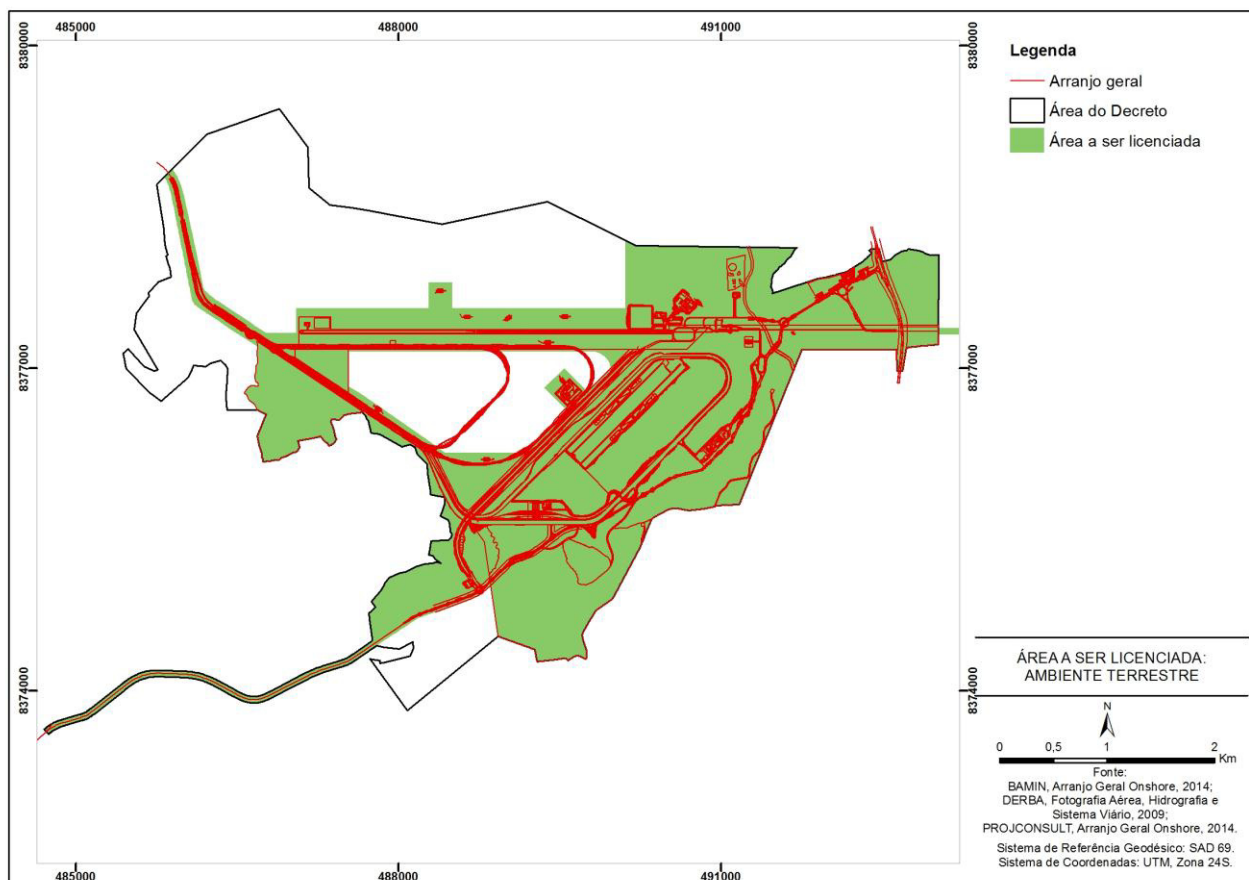 485000
488000
491000
8380000
8380000
Legenda
Arranjo geral
Área do Decreto
Área a ser licenciada
8377000
8377000
8374000
8374000
ÁREA A SER LICENCIADA:
AMBIENTE TERRESTRE
N
0 0,5 1 2
Km
Fonte:
BAMIN, Arranjo Geral Onshore, 2014;
DERBA, Fotografia Aérea, Hidrografia e
Sistema Viário, 2009;
PROJCONSULT, Arranjo Geral Onshore, 2014.
Sistema de Referência Geodésico: SAD 69.
Sistema de Coordenadas: UTM, Zona 24S.
485000
488000
491000